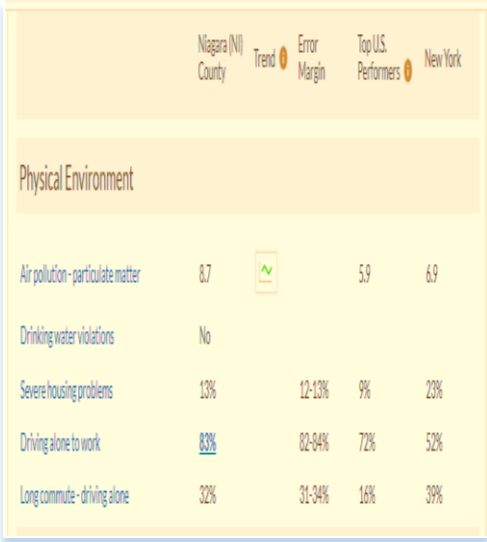 Niagara (NI) County Trend Error Margin Top U.S. Performers New York
Physical Environment
Air pollution - particulate matter 8.7 5.9 6.9
Drinking water violations No
Severe housing problems 13% 12-13% 9% 23%
Driving alone to work 83% 82-84% 72% 52%
Long commute - driving alone 32% 31-34% 16% 39%